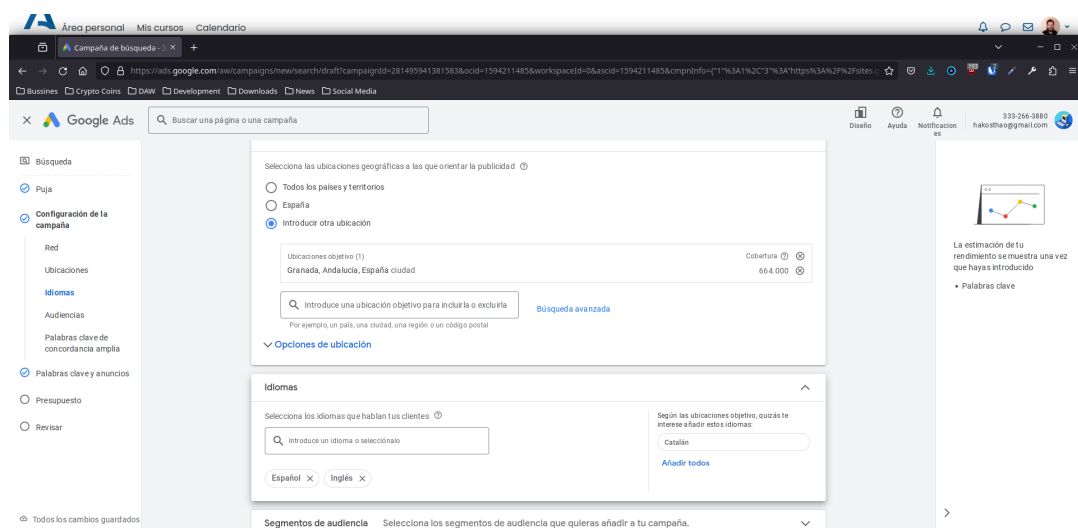 Área personal Mis cursos Calendario
Campaña de búsqueda - X
https://ads.google.com/aw/campaigns/new/search/draft?campaignId=281495941381583&ocid=1594211485&workspaceId=0&ascid=1594211485&cmpnInfo={"1"%3A1%2C"3"%3A"https%3A%2F%2Fsites
Bussines Crypto Coins DAW Development Downloads News Social Media
Google Ads
Buscar una página o una campaña
Diseño
Ayuda
Notificacion
es
333-266-3880
hakosthao@gmail.com
Búsqueda
Puja
Configuración de la
campaña
Red
Ubicaciones
Idiomas
Audiencias
Palabras clave de
concordancia amplia
Palabras clave y anuncios
Presupuesto
Revisar
Todos los cambios guardados
Selecciona las ubicaciones geográficas a las que orientar la publicidad
Todos los países y territorios
España
Introducir otra ubicación
Ubicaciones objetivo (1) Cobertura
Granada, Andalucía, España ciudad 664.000
Introduce una ubicación objetivo para incluirla o excluirla
Búsqueda avanzada
Por ejemplo, un país, una ciudad, una región o un código postal
Opciones de ubicación
Idiomas
Selecciona los idiomas que hablan tus clientes
Introduce un idioma o selecciónalo
Español
Inglés
Según las ubicaciones objetivo, quizás te
interese añadir estos idiomas:
Catalán
Añadir todos
Segmentos de audiencia Selecciona los segmentos de audiencia que quieras añadir a tu campaña.
La estimación de tu
rendimiento se muestra una vez
que hayas introducido
• Palabras clave